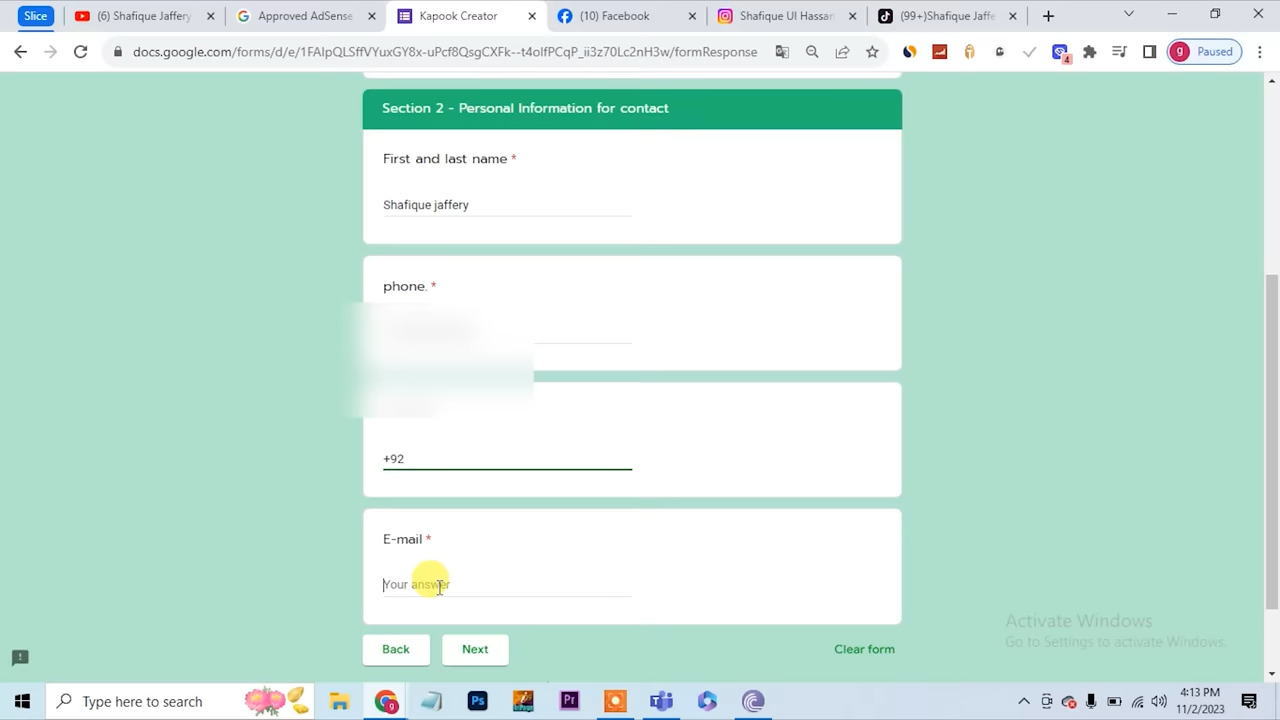 Slice
(6) Shafique Jaffery
Approved AdSense
Kapook Creator
(10) Facebook
Shafique Ul Hassan
(99+)Shafique Jaffe
docs.google.com/forms/d/e/1FAIpQLSffVYuxGY8x-uPcf8QsgCXFk--t4olfPCqP_ii3z70Lc2nH3w/formResponse
4
g
Paused
Section 2 - Personal Information for contact
First and last name *
Shafique jaffery
phone. *
+92
E-mail *
Your answer
Back
Next
Clear form
Activate Windows
Go to Settings to activate Windows.
Type here to search
4:13 PM
11/2/2023